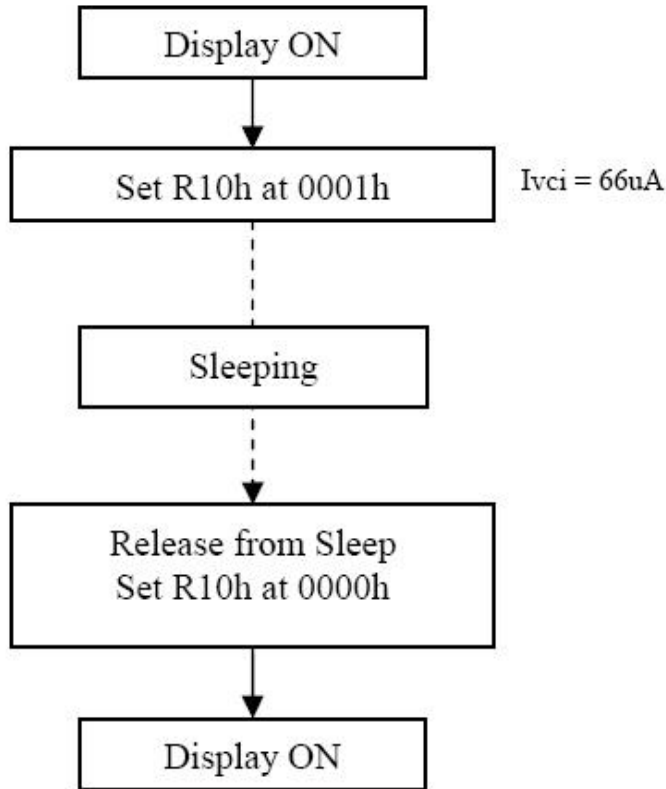 Display ON
Set R10h at 0001h
Ivci = 66uA
Sleeping
Release from Sleep
Set R10h at 0000h
Display ON